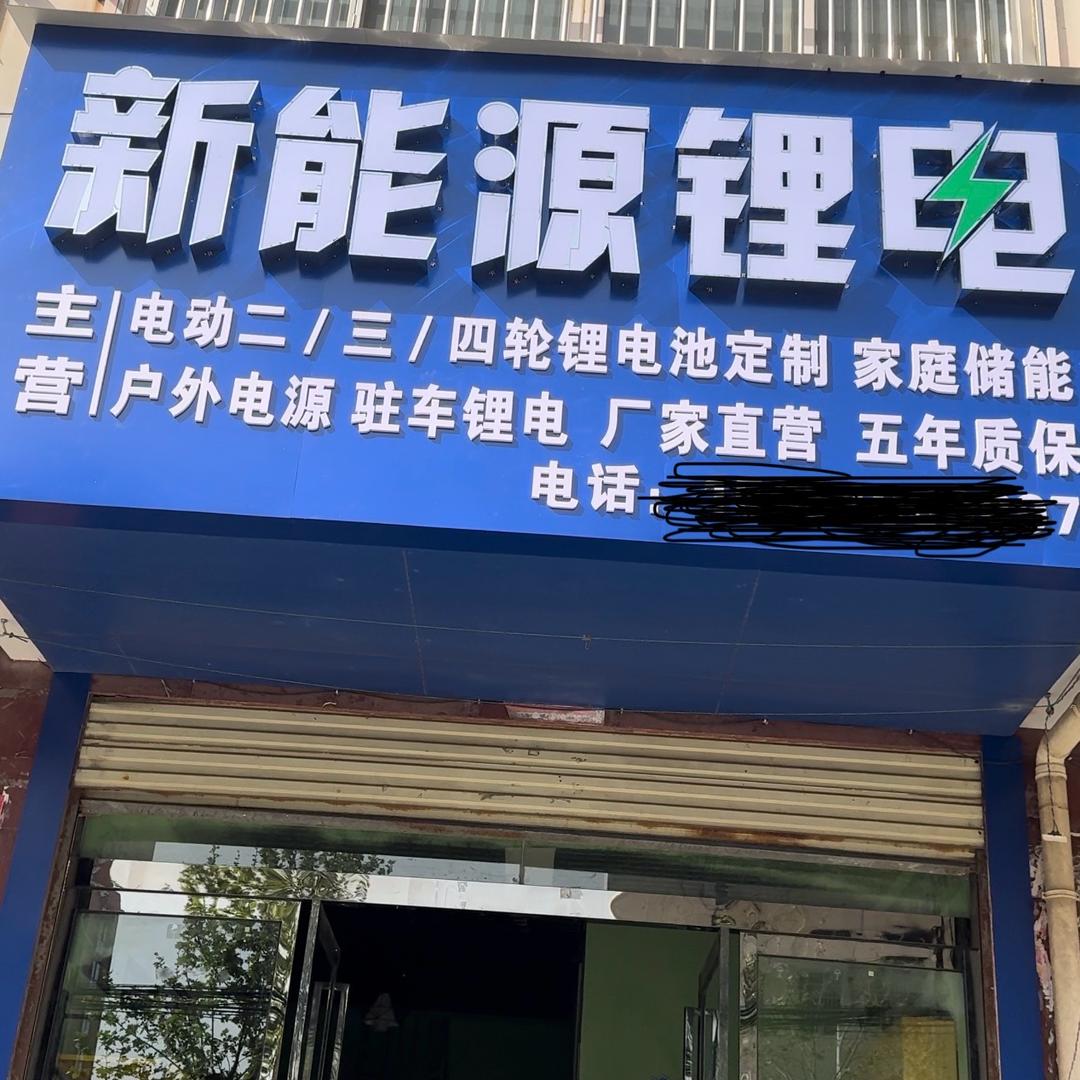 新能源锂电
主营
电动二/三/四轮锂电池定制 家庭储能
户外电源 驻车锂电 厂家直营 五年质保
电话:7